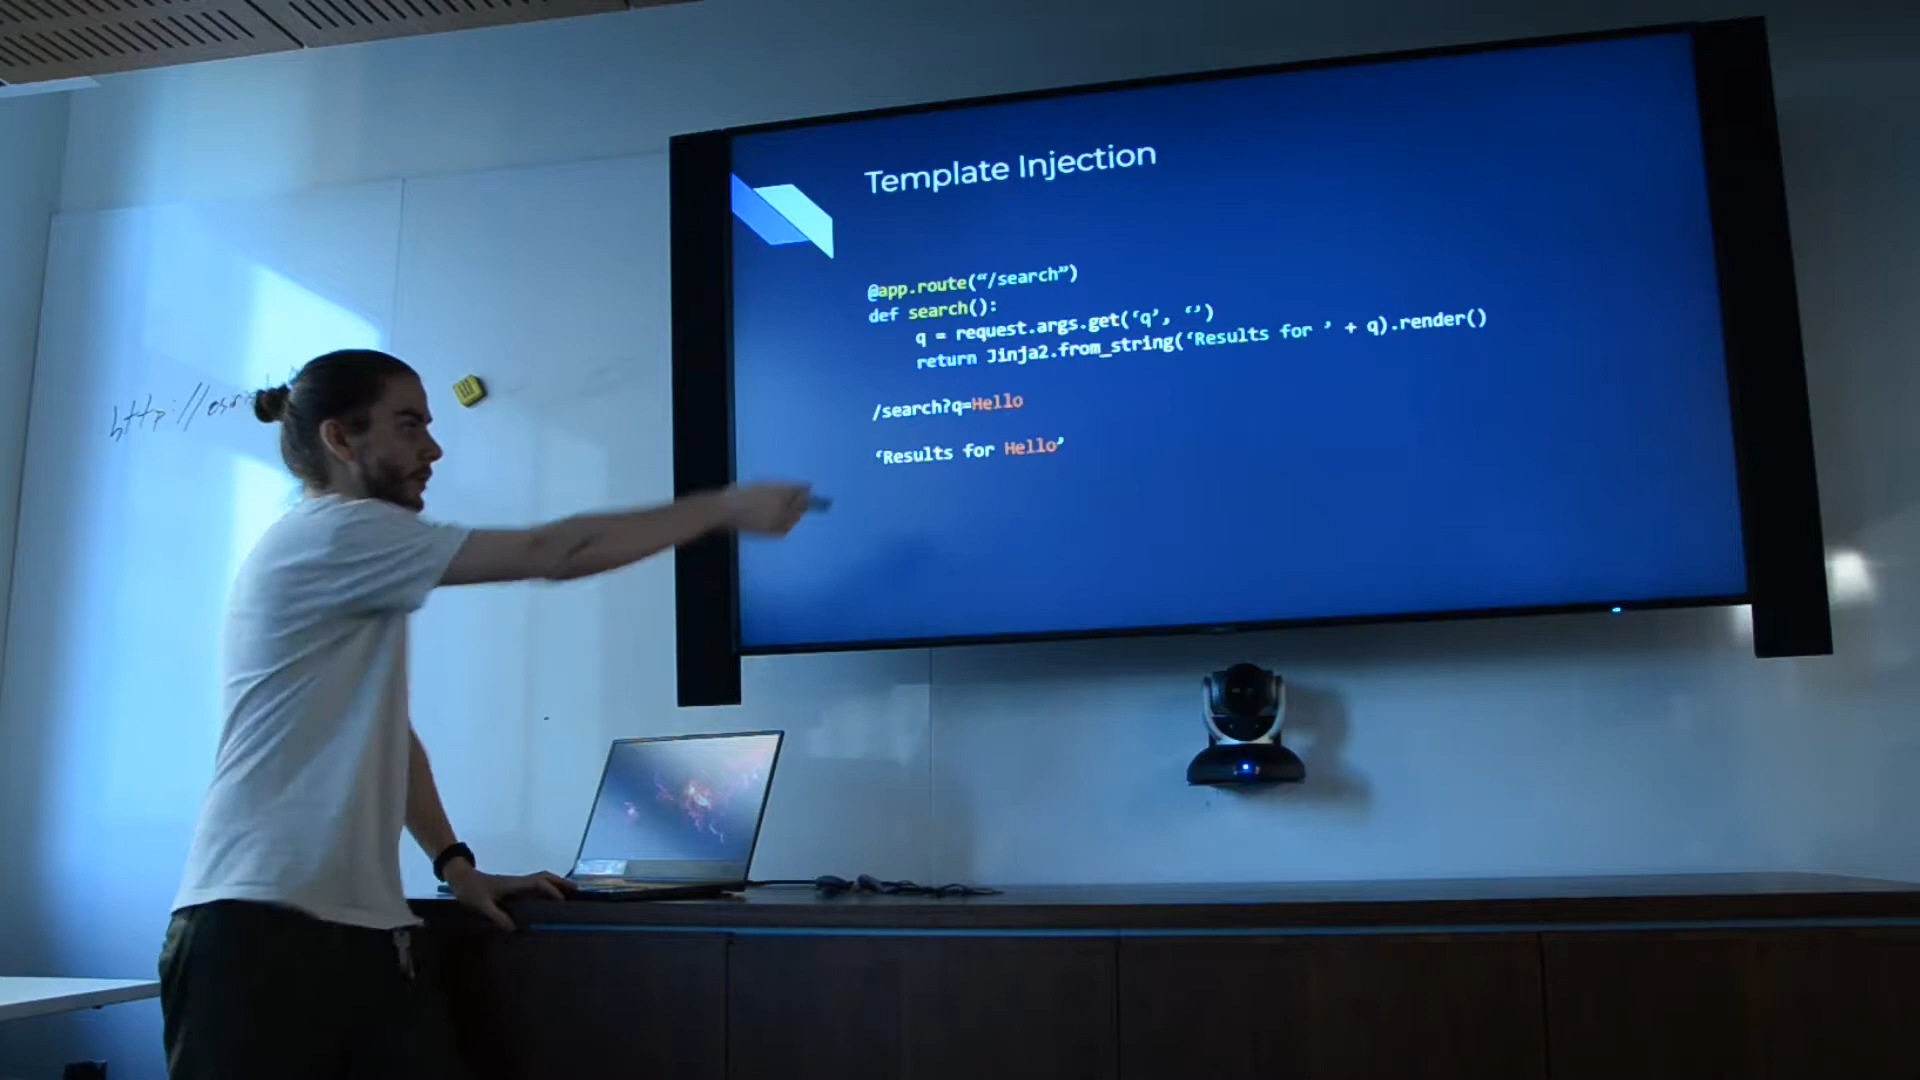 Template Injection
@app.route(“/search”)
def search():
q = request.args.get(‘q’, ‘’)
return Jinja2.from_string(‘Results for ’ + q).render()
/search?q=Hello
‘Results for Hello’
http://